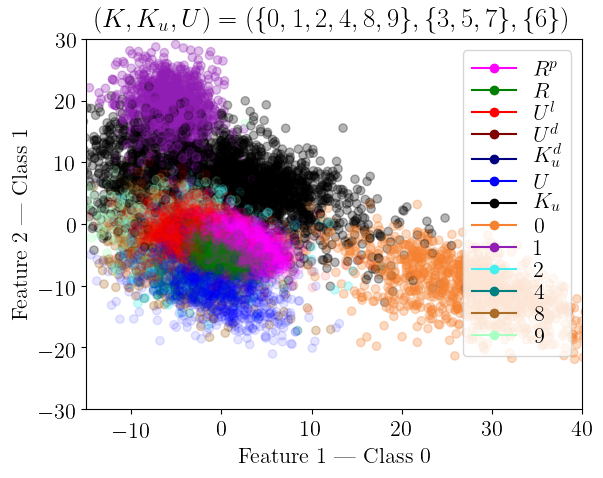 (K, K_u, U) = ({0, 1, 2, 4, 8, 9}, {3, 5, 7}, {6})
30
20
10
0
−10
−20
−30
Feature 2 — Class 1
−10
0
10
20
30
40
Feature 1 — Class 0
R^p
R
U^l
U^d
K_u^d
U
K_u
0
1
2
4
8
9